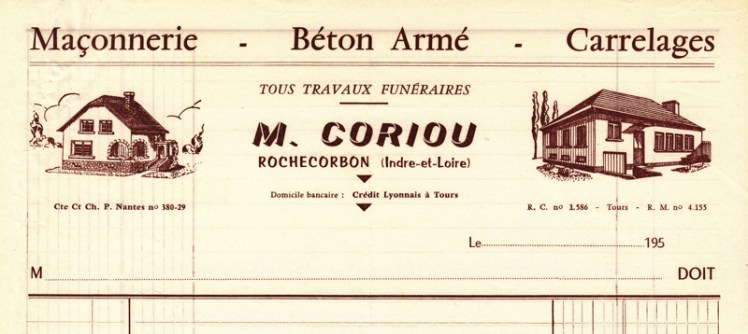 Maçonnerie - Béton Armé - Carrelages
TOUS TRAVAUX FUNÉRAIRES
M. CORIOU
ROCHECORBON (Indre-et-Loire)
Domicile bancaire : Crédit Lyonnais à Tours
Cte Ct Ch. P. Nantes no 380-29
R. C. no 1.586 - Tours - R. M. no 4.155
Le 195
M DOIT